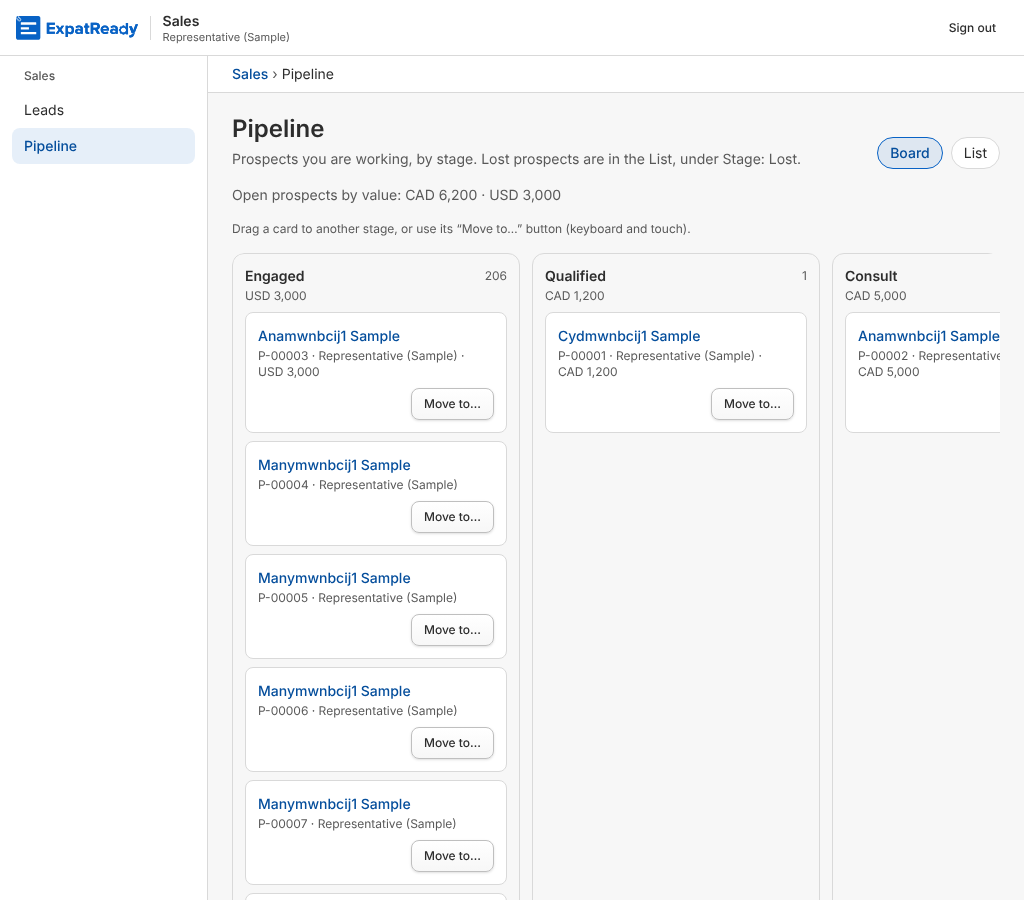 ExpatReady
Sales
Representative (Sample)
Sign out
Sales
Leads
Pipeline
Sales › Pipeline
Pipeline
Prospects you are working, by stage. Lost prospects are in the List, under Stage: Lost.
Board
List
Open prospects by value: CAD 6,200 · USD 3,000
Drag a card to another stage, or use its “Move to…” button (keyboard and touch).
Engaged 206
USD 3,000
Anamwnbcij1 Sample
P-00003 · Representative (Sample) ·
USD 3,000
Move to…
Manymwnbcij1 Sample
P-00004 · Representative (Sample)
Move to…
Manymwnbcij1 Sample
P-00005 · Representative (Sample)
Move to…
Manymwnbcij1 Sample
P-00006 · Representative (Sample)
Move to…
Manymwnbcij1 Sample
P-00007 · Representative (Sample)
Move to…
Qualified 1
CAD 1,200
Cydmwnbcij1 Sample
P-00001 · Representative (Sample) ·
CAD 1,200
Move to…
Consult
CAD 5,000
Anamwnbcij1 Sample
P-00002 · Representative
CAD 5,000